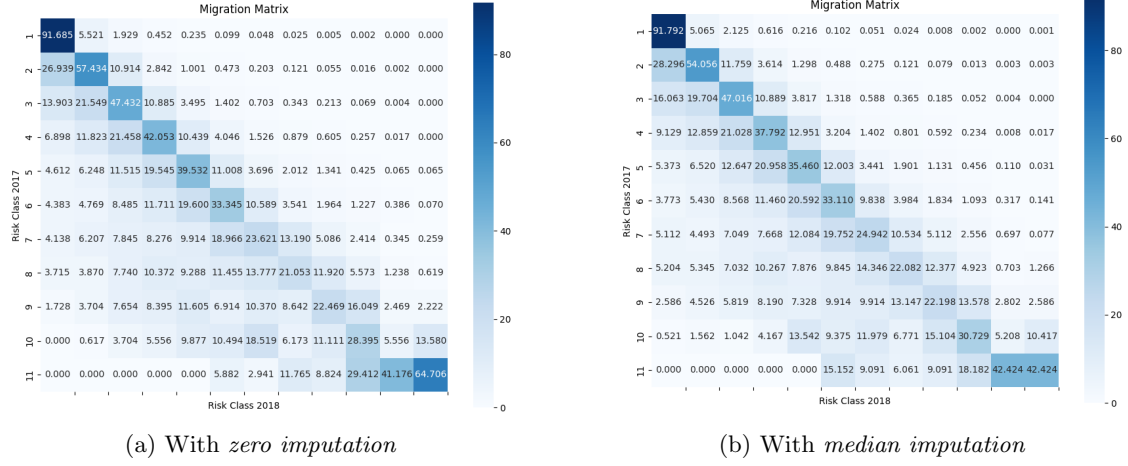 Migration Matrix
1 91.685 5.521 1.929 0.452 0.235 0.099 0.048 0.025 0.005 0.002 0.000 0.000
2 26.939 57.434 10.914 2.842 1.001 0.473 0.203 0.121 0.055 0.016 0.002 0.000
3 13.903 21.549 47.432 10.885 3.495 1.402 0.703 0.343 0.213 0.069 0.004 0.000
4 6.898 11.823 21.458 42.053 10.439 4.046 1.526 0.879 0.605 0.257 0.017 0.000
5 4.612 6.248 11.515 19.545 39.532 11.008 3.696 2.012 1.341 0.425 0.065 0.065
6 4.383 4.769 8.485 11.711 19.600 33.345 10.589 3.541 1.964 1.227 0.386 0.070
7 4.138 6.207 7.845 8.276 9.914 18.966 23.621 13.190 5.086 2.414 0.345 0.259
8 3.715 3.870 7.740 10.372 9.288 11.455 13.777 21.053 11.920 5.573 1.238 0.619
9 1.728 3.704 7.654 8.395 11.605 6.914 10.370 8.642 22.469 16.049 2.469 2.222
10 0.000 0.617 3.704 5.556 9.877 10.494 18.519 6.173 11.111 28.395 5.556 13.580
11 0.000 0.000 0.000 0.000 0.000 5.882 2.941 11.765 8.824 29.412 41.176 64.706
Risk Class 2017
Risk Class 2018
80
60
40
20
0
(a) With zero imputation
Migration Matrix
1 91.792 5.065 2.125 0.616 0.216 0.102 0.051 0.024 0.008 0.002 0.000 0.001
2 28.296 54.056 11.759 3.614 1.298 0.488 0.275 0.121 0.079 0.013 0.003 0.003
3 16.063 19.704 47.016 10.889 3.817 1.318 0.588 0.365 0.185 0.052 0.004 0.000
4 9.129 12.859 21.028 37.792 12.951 3.204 1.402 0.801 0.592 0.234 0.008 0.017
5 5.373 6.520 12.647 20.958 35.460 12.003 3.441 1.901 1.131 0.456 0.110 0.031
6 3.773 5.430 8.568 11.460 20.592 33.110 9.838 3.984 1.834 1.093 0.317 0.141
7 5.112 4.493 7.049 7.668 12.084 19.752 24.942 10.534 5.112 2.556 0.697 0.077
8 5.204 5.345 7.032 10.267 7.876 9.845 14.346 22.082 12.377 4.923 0.703 1.266
9 2.586 4.526 5.819 8.190 7.328 9.914 9.914 13.147 22.198 13.578 2.802 2.586
10 0.521 1.562 1.042 4.167 13.542 9.375 11.979 6.771 15.104 30.729 5.208 10.417
11 0.000 0.000 0.000 0.000 0.000 15.152 9.091 6.061 9.091 18.182 42.424 42.424
Risk Class 2017
Risk Class 2018
80
60
40
20
0
(b) With median imputation